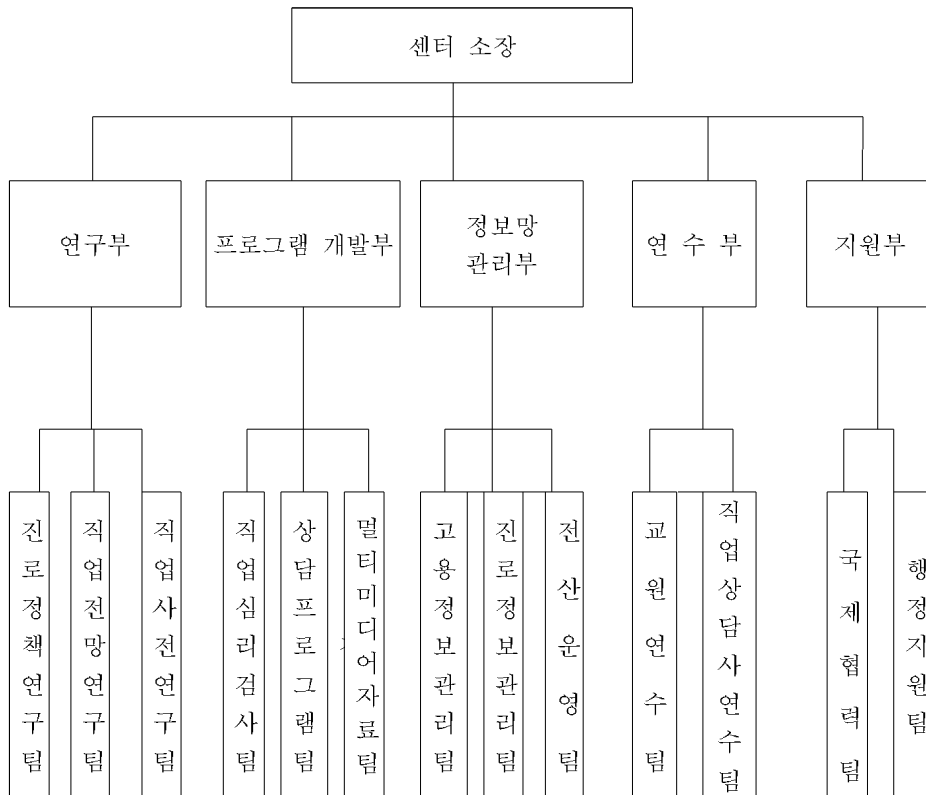 센터 소장
연구부
프로그램 개발부
정보망
관리부
연 수 부
지원부
진로정책연구팀
직업전망연구팀
직업사전연구팀
직업심리검사팀
상담프로그램팀
멀티미디어자료팀
고용정보관리팀
진로정보관리팀
전산운영팀
교원연수팀
직업상담사연수팀
국제협력팀
행정지원팀